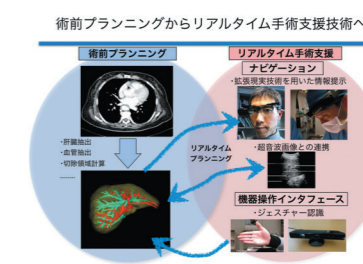 術前プランニングからリアルタイム手術支援技術へ
術前プランニング
・肝臓抽出
・血管抽出
・切除領域計算
リアルタイム
プランニング
リアルタイム手術支援
ナビゲーション
・拡張現実技術を用いた情報提示
・超音波画像との連携
機器操作インタフェース
・ジェスチャー認識